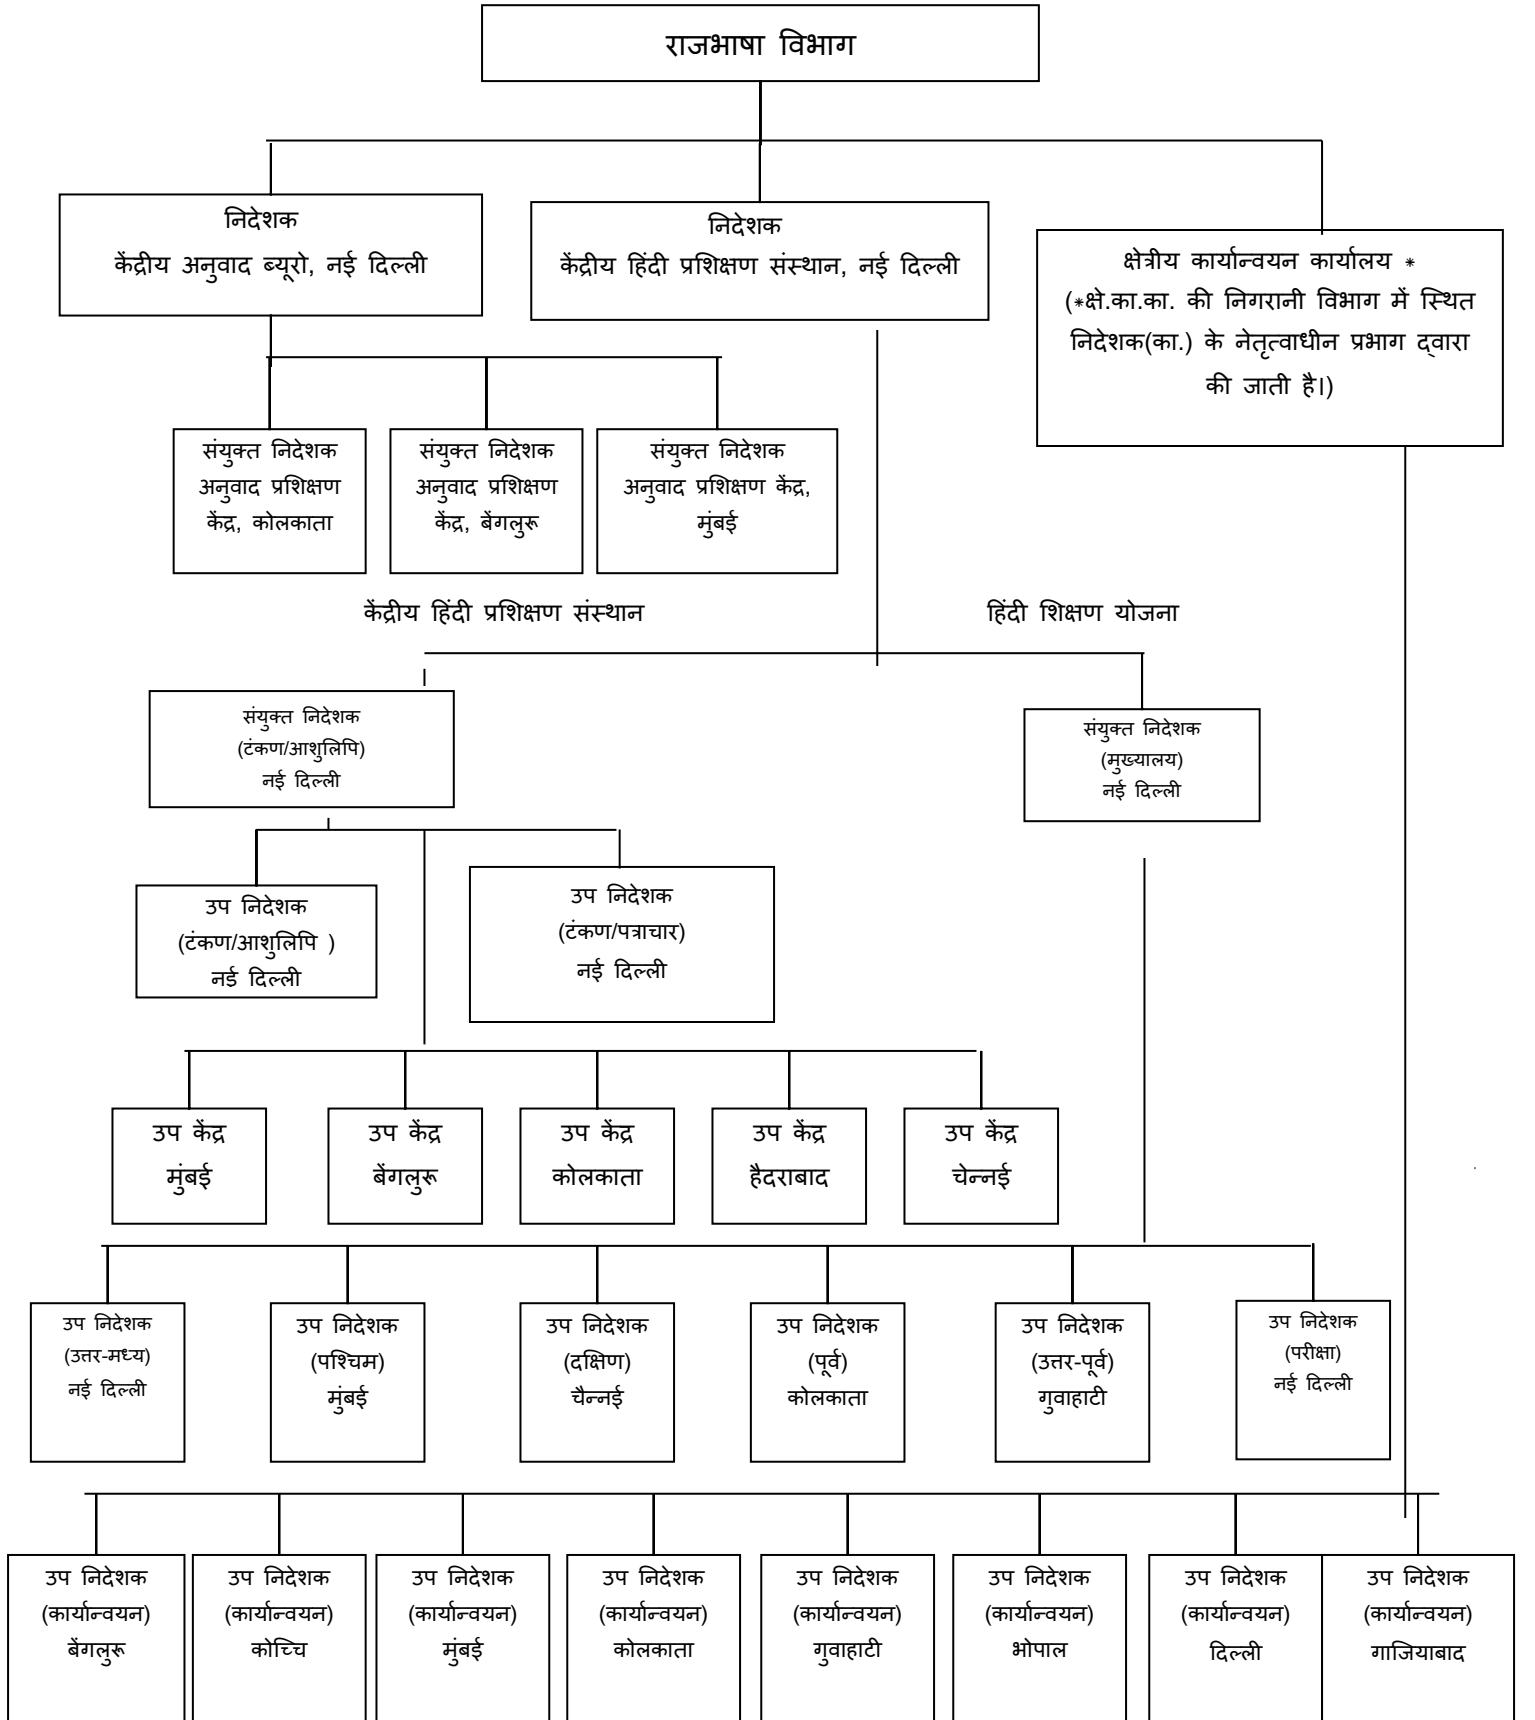 राजभाषा विभाग
निदेशक
केंद्रीय अनुवाद ब्यूरो, नई दिल्ली
निदेशक
केंद्रीय हिंदी प्रशिक्षण संस्थान, नई दिल्ली
क्षेत्रीय कार्यान्वयन कार्यालय *
(*क्षे.का.का. की निगरानी विभाग में स्थित
निदेशक(का.) के नेतृत्वाधीन प्रभाग द्वारा
की जाती है।)
संयुक्त निदेशक
अनुवाद प्रशिक्षण
केंद्र, कोलकाता
संयुक्त निदेशक
अनुवाद प्रशिक्षण
केंद्र, बेंगलुरू
संयुक्त निदेशक
अनुवाद प्रशिक्षण केंद्र,
मुंबई
केंद्रीय हिंदी प्रशिक्षण संस्थान
हिंदी शिक्षण योजना
संयुक्त निदेशक
(टंकण/आशुलिपि)
नई दिल्ली
संयुक्त निदेशक
(मुख्यालय)
नई दिल्ली
उप निदेशक
(टंकण/आशुलिपि )
नई दिल्ली
उप निदेशक
(टंकण/पत्राचार)
नई दिल्ली
उप केंद्र
मुंबई
उप केंद्र
बेंगलुरू
उप केंद्र
कोलकाता
उप केंद्र
हैदराबाद
उप केंद्र
चेन्नई
उप निदेशक
(उत्तर-मध्य)
नई दिल्ली
उप निदेशक
(पश्चिम)
मुंबई
उप निदेशक
(दक्षिण)
चैन्नई
उप निदेशक
(पूर्व)
कोलकाता
उप निदेशक
(उत्तर-पूर्व)
गुवाहाटी
उप निदेशक
(परीक्षा)
नई दिल्ली
उप निदेशक
(कार्यान्वयन)
बेंगलुरू
उप निदेशक
(कार्यान्वयन)
कोच्चि
उप निदेशक
(कार्यान्वयन)
मुंबई
उप निदेशक
(कार्यान्वयन)
कोलकाता
उप निदेशक
(कार्यान्वयन)
गुवाहाटी
उप निदेशक
(कार्यान्वयन)
भोपाल
उप निदेशक
(कार्यान्वयन)
दिल्ली
उप निदेशक
(कार्यान्वयन)
गाजियाबाद